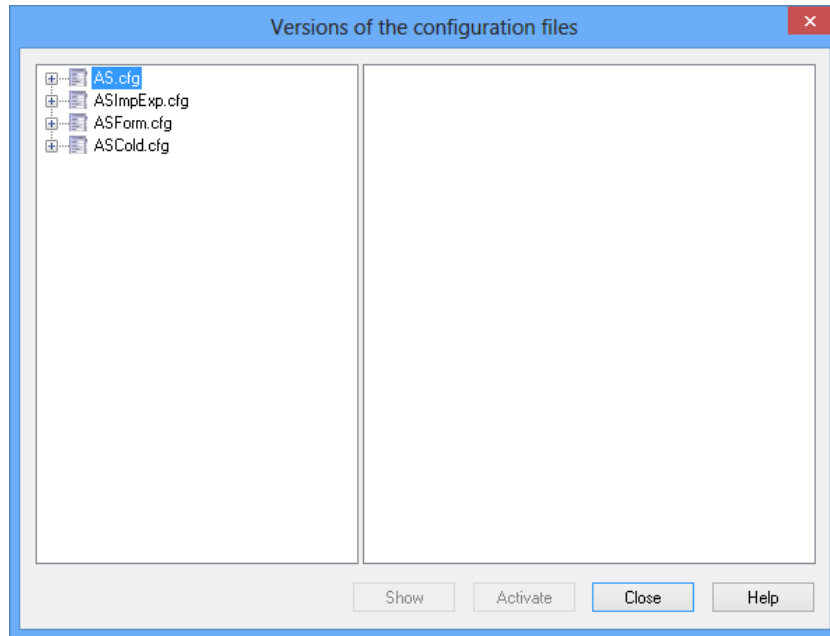 Versions of the configuration files
AS.cfg
ASImpExp.cfg
ASForm.cfg
ASCold.cfg
Show
Activate
Close
Help